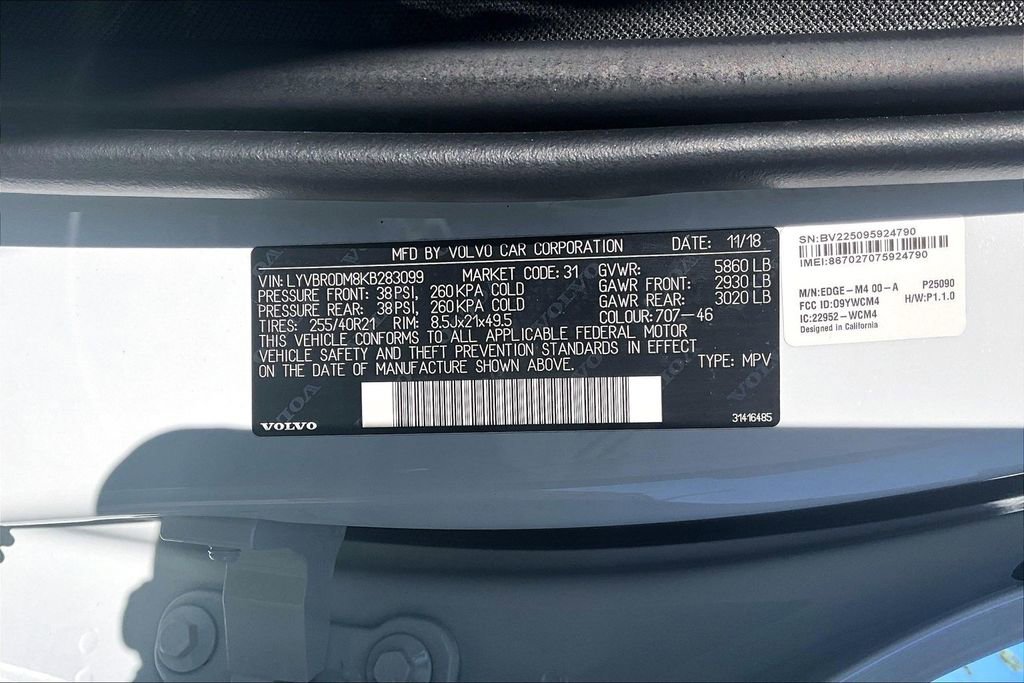 MFD BY VOLVO CAR CORPORATION DATE: 11/18
VIN: LYVBR0DM8KB283099 MARKET CODE: 31 GVWR: 5860 LB
PRESSURE FRONT: 38 PSI, 260 KPA COLD GAWR FRONT: 2930 LB
PRESSURE REAR: 38 PSI, 260 KPA COLD GAWR REAR: 3020 LB
TIRES: 255/40R21 RIM: 8.5Jx21x49.5 COLOUR: 707-46
THIS VEHICLE CONFORMS TO ALL APPLICABLE FEDERAL MOTOR
VEHICLE SAFETY AND THEFT PREVENTION STANDARDS IN EFFECT
ON THE DATE OF MANUFACTURE SHOWN ABOVE. TYPE: MPV
VOLVO 31416485
SN:BV225095924790
IMEI:867027075924790
M/N:EDGE-M4 00-A P25090
FCC ID:D9YWCM4 H/W:P1.1.0
IC:22952-WCM4
Designed in California